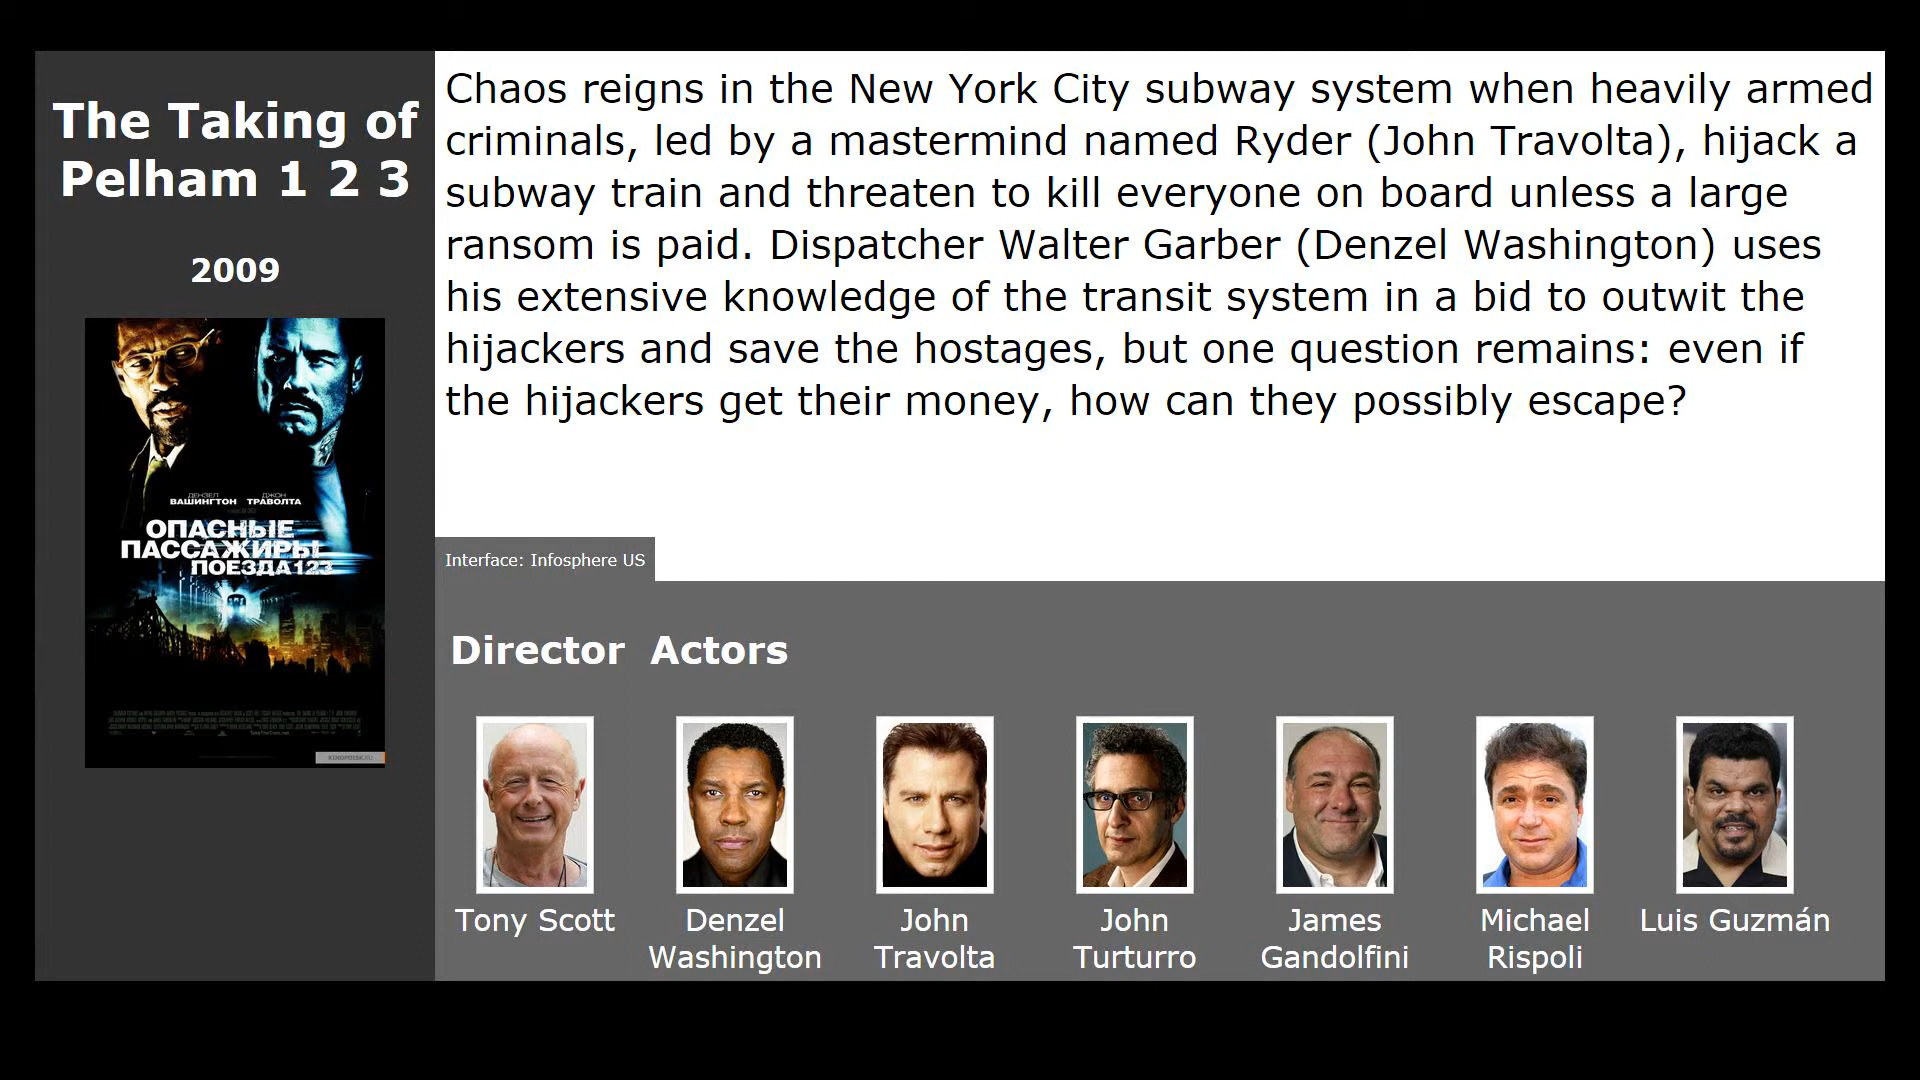 The Taking of
Pelham 1 2 3
2009
ДЕНЗЕЛ ДЖОН
ВАШИНГТОН ТРАВОЛТА
ОПАСНЫЕ
ПАССАЖИРЫ
ПОЕЗДА 123
KINOPOISK.RU
Chaos reigns in the New York City subway system when heavily armed
criminals, led by a mastermind named Ryder (John Travolta), hijack a
subway train and threaten to kill everyone on board unless a large
ransom is paid. Dispatcher Walter Garber (Denzel Washington) uses
his extensive knowledge of the transit system in a bid to outwit the
hijackers and save the hostages, but one question remains: even if
the hijackers get their money, how can they possibly escape?
Interface: Infosphere US
Director Actors
Tony Scott
Denzel
Washington
John
Travolta
John
Turturro
James
Gandolfini
Michael
Rispoli
Luis Guzmán